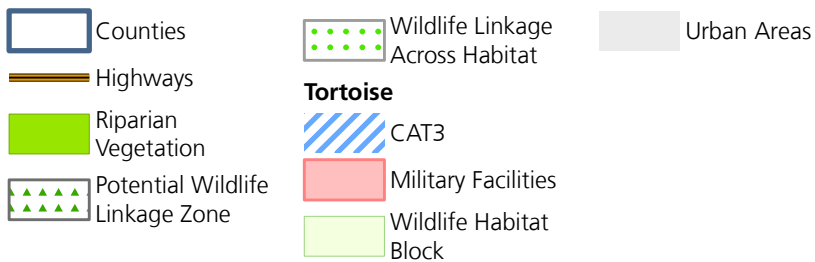 Counties
Highways
Riparian
Vegetation
Potential Wildlife
Linkage Zone
Wildlife Linkage
Across Habitat
Tortoise
CAT3
Military Facilities
Wildlife Habitat
Block
Urban Areas